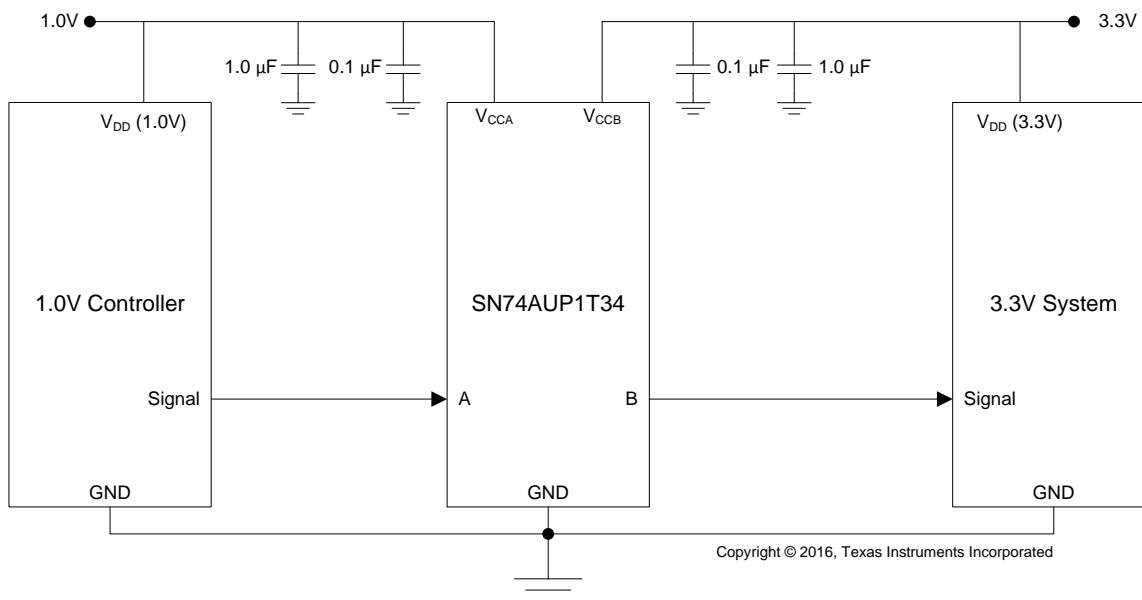 1.0V
3.3V
1.0 µF
0.1 µF
0.1 µF
1.0 µF
VDD (1.0V)
VCCA
VCCB
VDD (3.3V)
1.0V Controller
SN74AUP1T34
3.3V System
Signal
A
B
Signal
GND
GND
GND
Copyright © 2016, Texas Instruments Incorporated